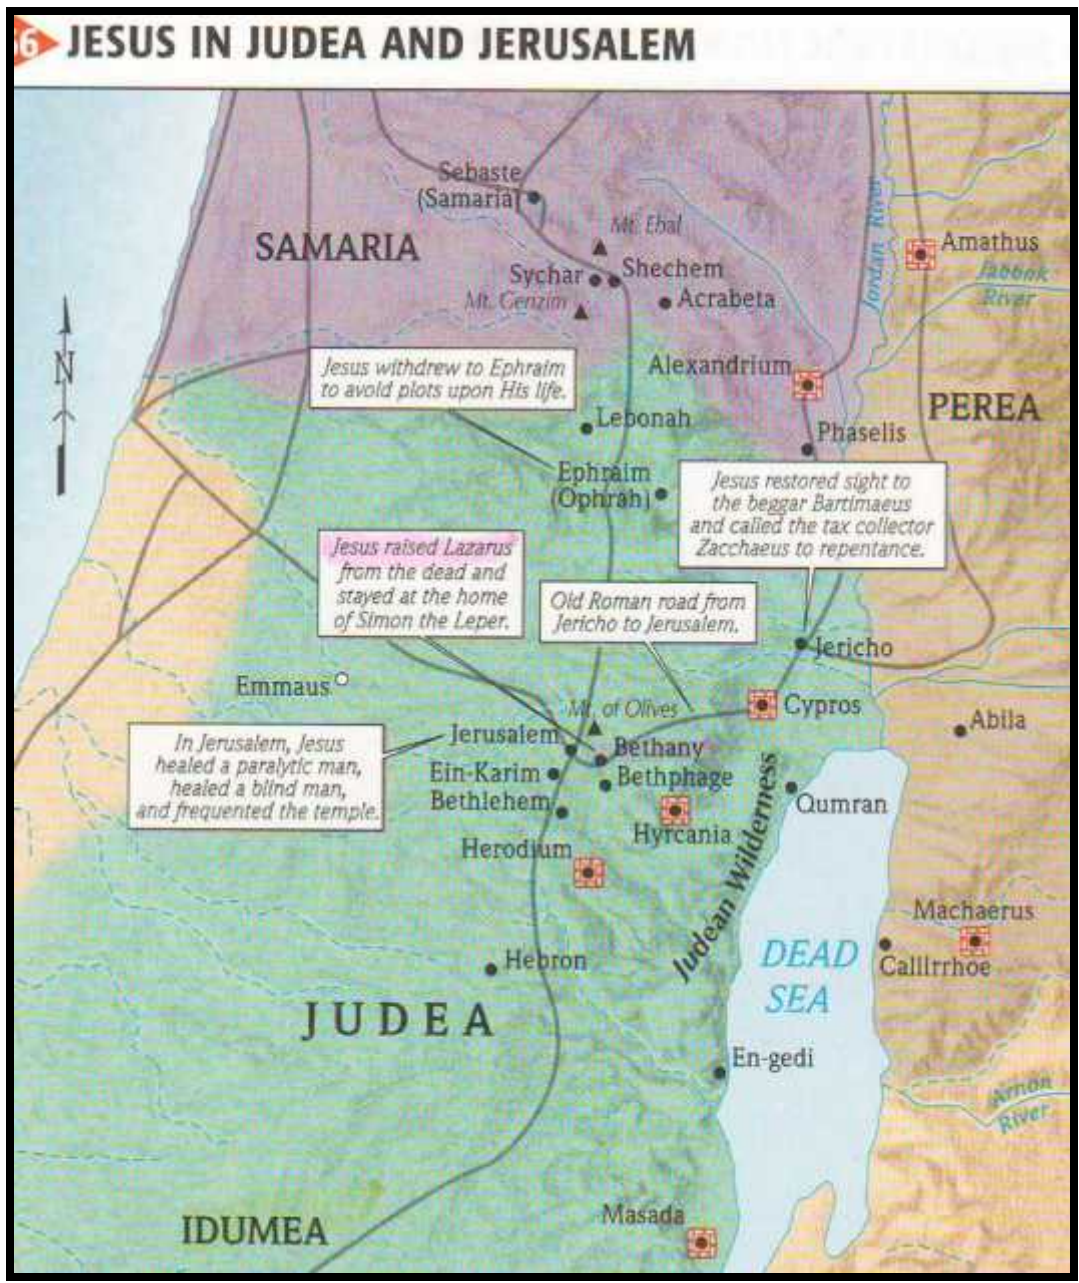 66
JESUS IN JUDEA AND JERUSALEM
Sebaste
(Samaria)
Mt. Ebal
SAMARIA
Amathus
Jordan River
Jabbok
River
Sychar
Shechem
Mt. Gerizim
Acrabeta
N
Jesus withdrew to Ephraim
to avoid plots upon His life.
Alexandrium
PEREA
Lebonah
Phaselis
Ephraim
(Ophrah)
Jesus restored sight to
the beggar Bartimaeus
and called the tax collector
Zacchaeus to repentance.
Jesus raised Lazarus
from the dead and
stayed at the home
of Simon the Leper.
Old Roman road from
Jericho to Jerusalem.
Jericho
Emmaus
Mt. of Olives
Cypros
Abila
In Jerusalem, Jesus
healed a paralytic man,
healed a blind man,
and frequented the temple.
Jerusalem
Bethany
Ein-Karim
Bethphage
Bethlehem
Qumran
Hyrcania
Herodium
Judean Wilderness
Machaerus
DEAD
SEA
Callirrhoe
Hebron
JUDEA
En-gedi
Arnon
River
Masada
IDUMEA